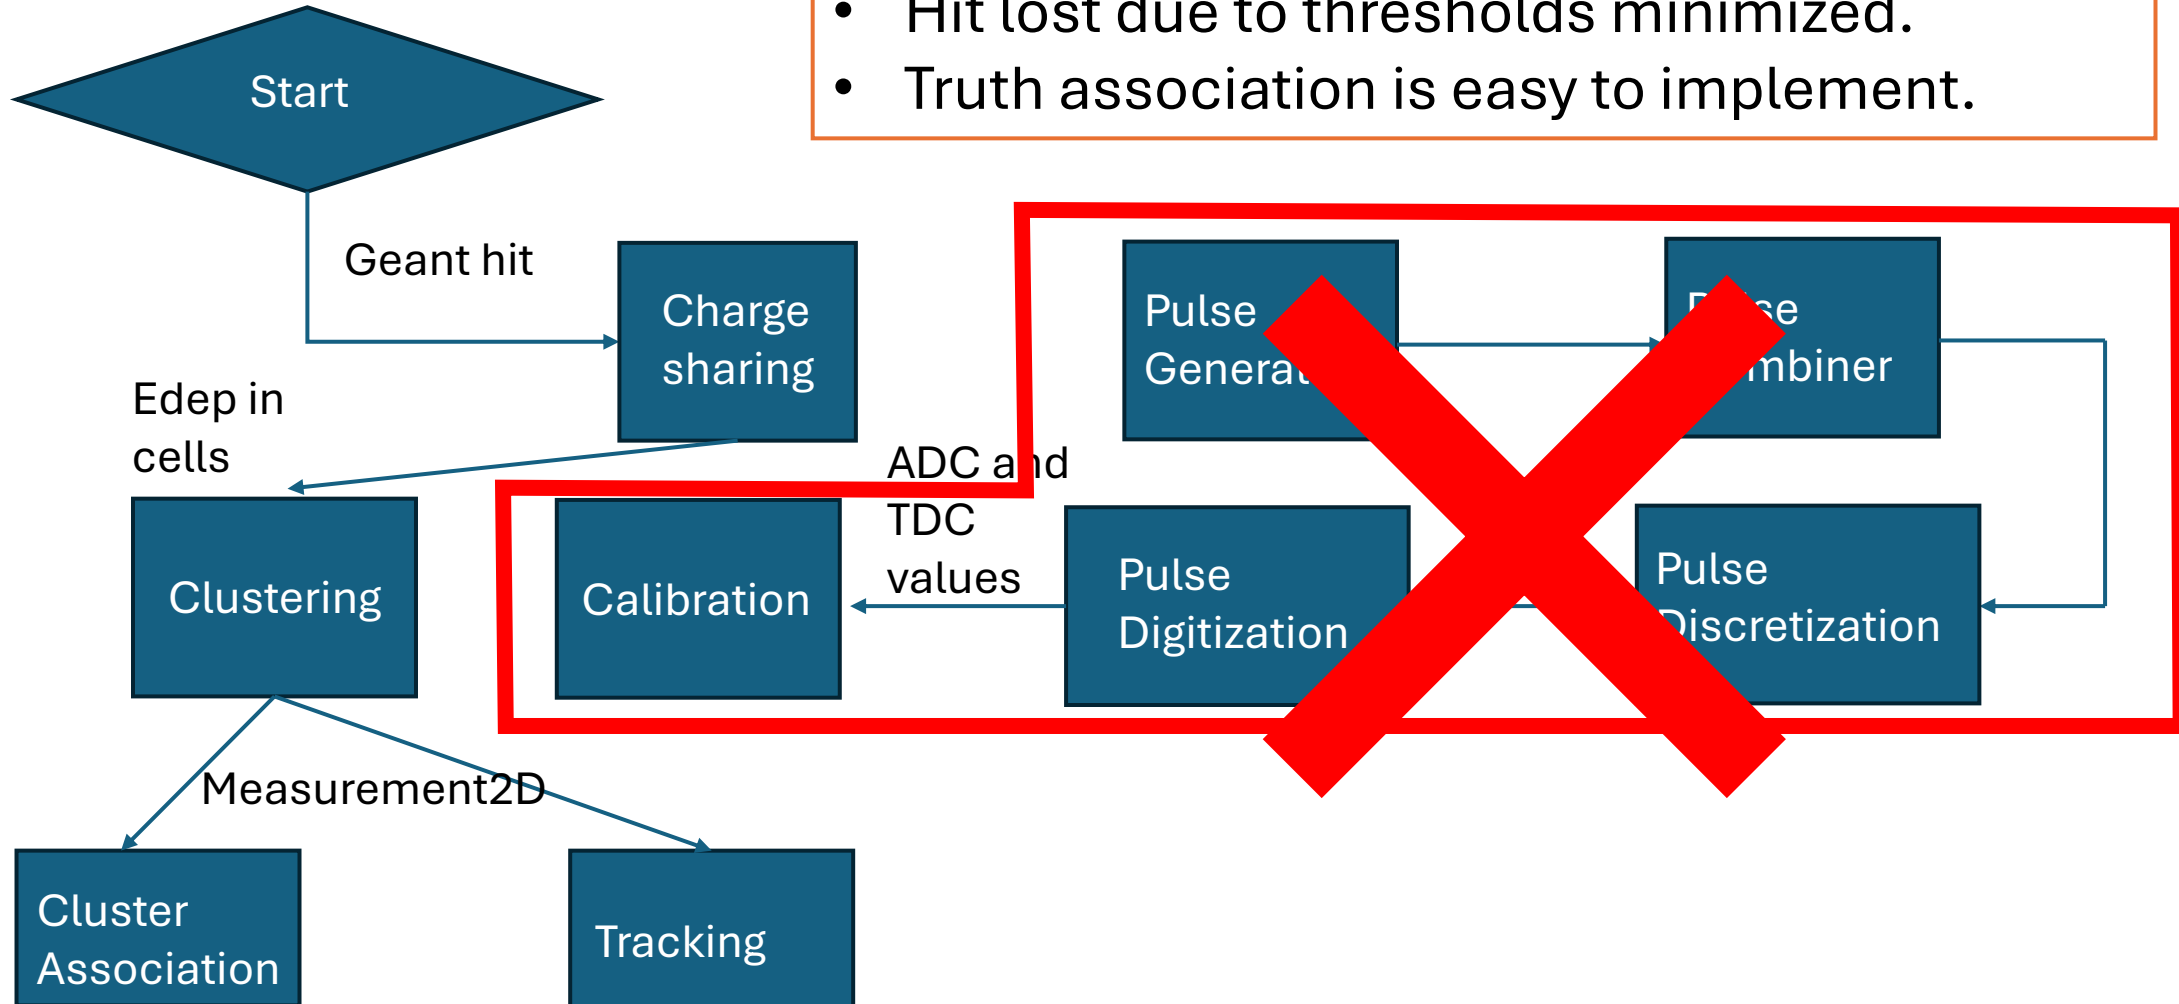 • Hit lost due to thresholds minimized.
• Truth association is easy to implement.
Start
Geant hit
Charge
sharing
Pulse
Edep in
cells
ADC and
TDC
values
Clustering
Calibration
Pulse
Digitization
Pulse
Discretization
Measurement2D
Cluster
Association
Tracking